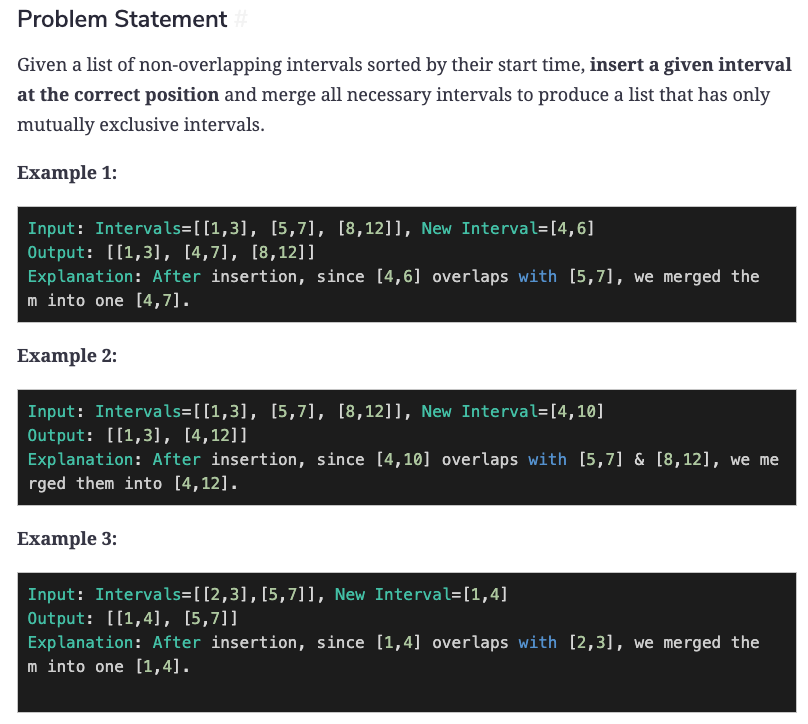 Problem Statement #
Given a list of non-overlapping intervals sorted by their start time, insert a given interval
at the correct position and merge all necessary intervals to produce a list that has only
mutually exclusive intervals.
Example 1:
Input: Intervals=[[1,3], [5,7], [8,12]], New Interval=[4,6]
Output: [[1,3], [4,7], [8,12]]
Explanation: After insertion, since [4,6] overlaps with [5,7], we merged the
m into one [4,7].
Example 2:
Input: Intervals=[[1,3], [5,7], [8,12]], New Interval=[4,10]
Output: [[1,3], [4,12]]
Explanation: After insertion, since [4,10] overlaps with [5,7] & [8,12], we me
rged them into [4,12].
Example 3:
Input: Intervals=[[2,3],[5,7]], New Interval=[1,4]
Output: [[1,4], [5,7]]
Explanation: After insertion, since [1,4] overlaps with [2,3], we merged the
m into one [1,4].